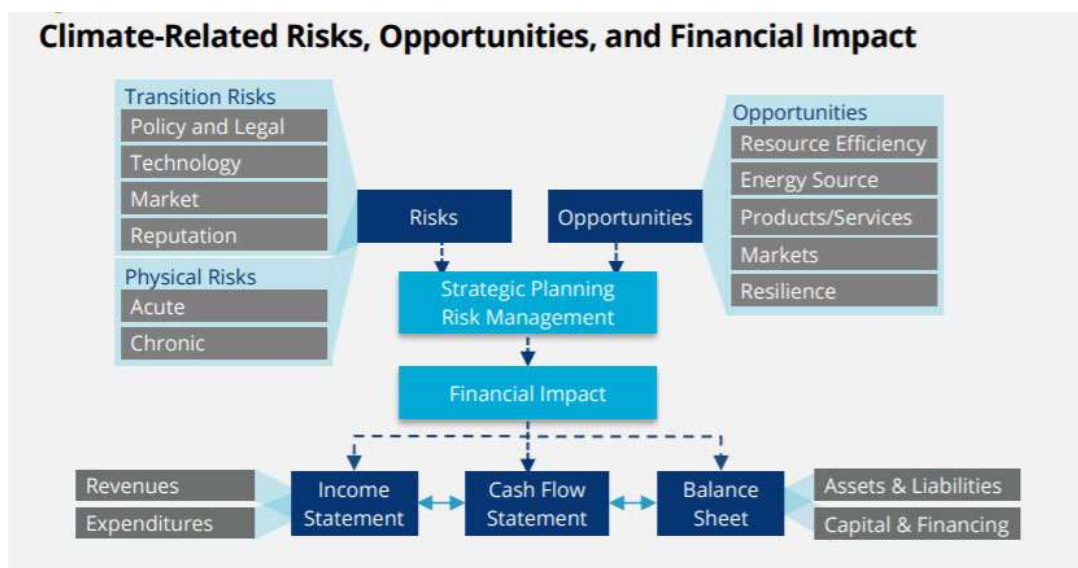 Climate-Related Risks, Opportunities, and Financial Impact
Transition Risks
Policy and Legal
Technology
Market
Reputation
Physical Risks
Acute
Chronic
Risks
Opportunities
Opportunities
Resource Efficiency
Energy Source
Products/Services
Markets
Resilience
Strategic Planning
Risk Management
Financial Impact
Revenues
Expenditures
Income
Statement
Cash Flow
Statement
Balance
Sheet
Assets & Liabilities
Capital & Financing